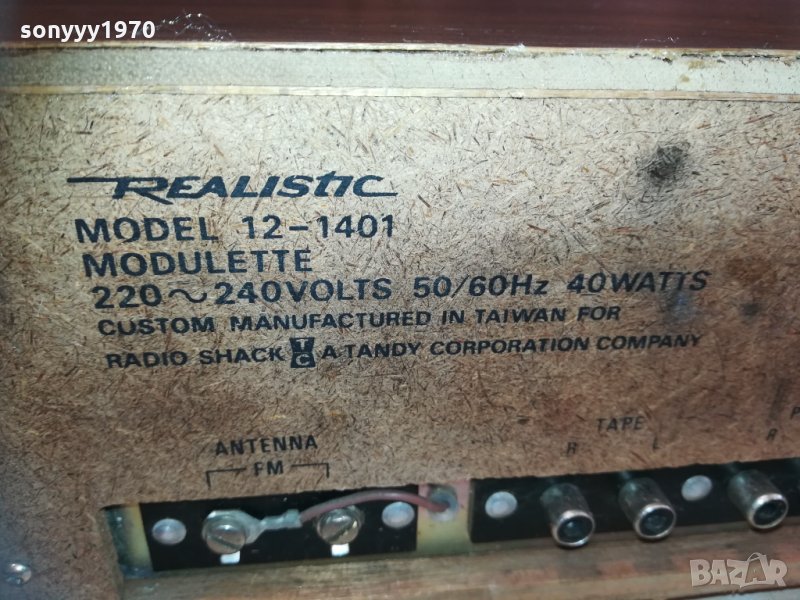 sonyyy1970
REALISTIC
MODEL 12-1401
MODULETTE
220~240VOLTS 50/60Hz 40WATTS
CUSTOM MANUFACTURED IN TAIWAN FOR
RADIO SHACK TC A TANDY CORPORATION COMPANY
ANTENNA
FM
TAPE
R L
P
R
BAZAR